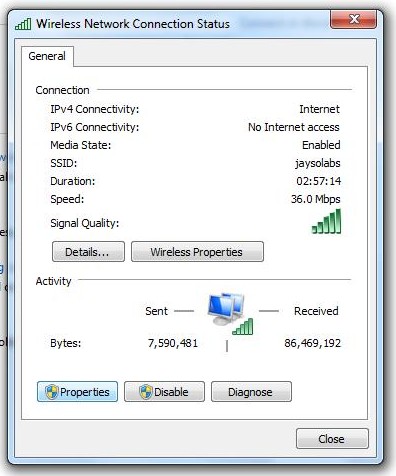 Wireless Network Connection Status
General
Connection
IPv4 Connectivity: Internet
IPv6 Connectivity: No Internet access
Media State: Enabled
SSID: jaysolabs
Duration: 02:57:14
Speed: 36.0 Mbps
Signal Quality:
Details... Wireless Properties
Activity
Sent Received
Bytes: 7,590,481 86,469,192
Properties Disable Diagnose
Close